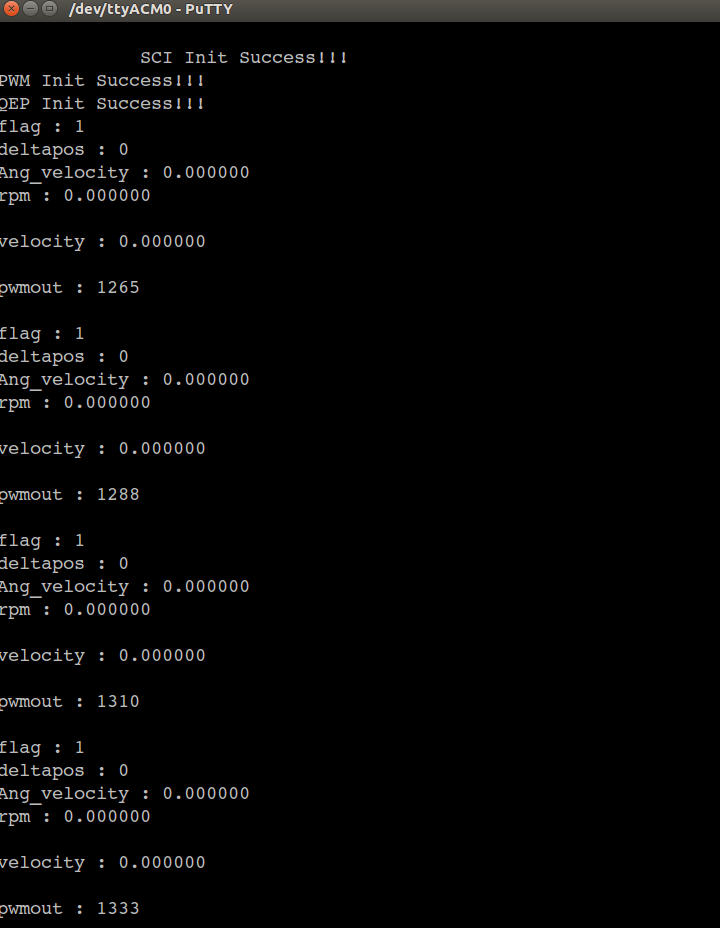 /dev/ttyACM0 - PuTTY
SCI Init Success!!!
PWM Init Success!!!
QEP Init Success!!!
flag : 1
deltapos : 0
Ang_velocity : 0.000000
rpm : 0.000000
velocity : 0.000000
pwmout : 1265
flag : 1
deltapos : 0
Ang_velocity : 0.000000
rpm : 0.000000
velocity : 0.000000
pwmout : 1288
flag : 1
deltapos : 0
Ang_velocity : 0.000000
rpm : 0.000000
velocity : 0.000000
pwmout : 1310
flag : 1
deltapos : 0
Ang_velocity : 0.000000
rpm : 0.000000
velocity : 0.000000
pwmout : 1333